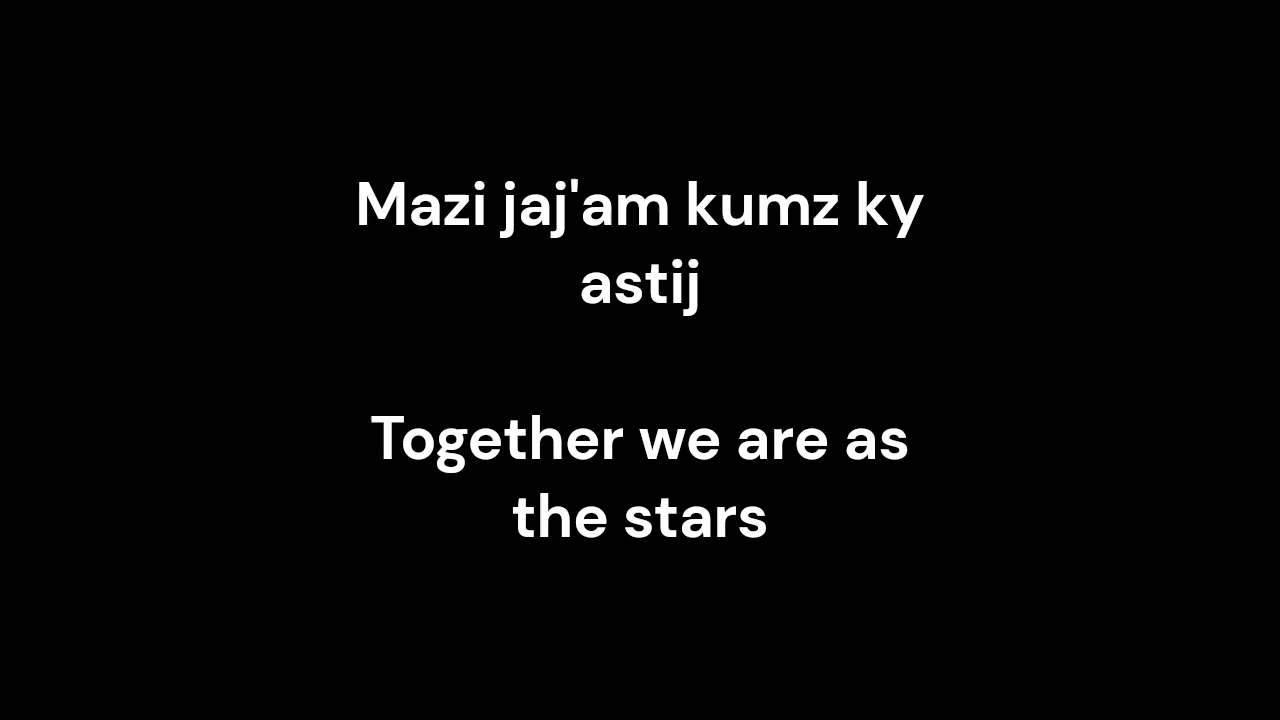 Mazi jaj'am kumz ky
astij
Together we are as
the stars